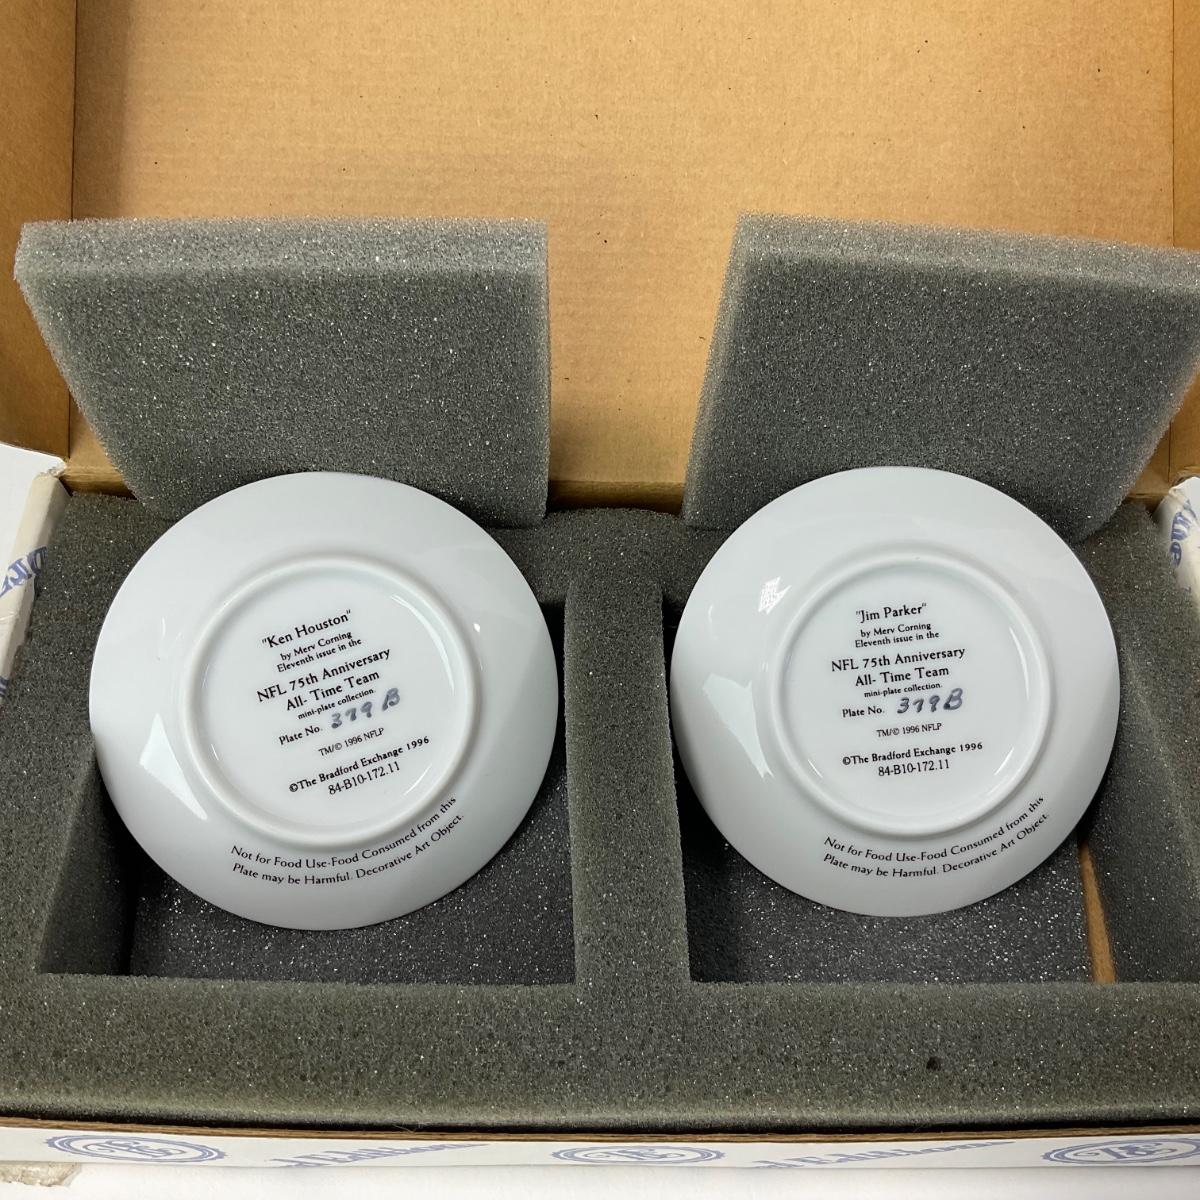 "Ken Houston"
by Merv Corning
Eleventh issue in the
NFL 75th Anniversary
All- Time Team
mini-plate collection.
Plate No. 379 B
TM/© 1996 NFLP
©The Bradford Exchange 1996
84-B10-172.11
Not for Food Use-Food Consumed from this
Plate may be Harmful. Decorative Art Object.
"Jim Parker"
by Merv Corning
Eleventh issue in the
NFL 75th Anniversary
All- Time Team
mini-plate collection.
Plate No. 379B
TM/© 1996 NFLP
©The Bradford Exchange 1996
84-B10-172.11
Not for Food Use-Food Consumed from this
Plate may be Harmful. Decorative Art Object.